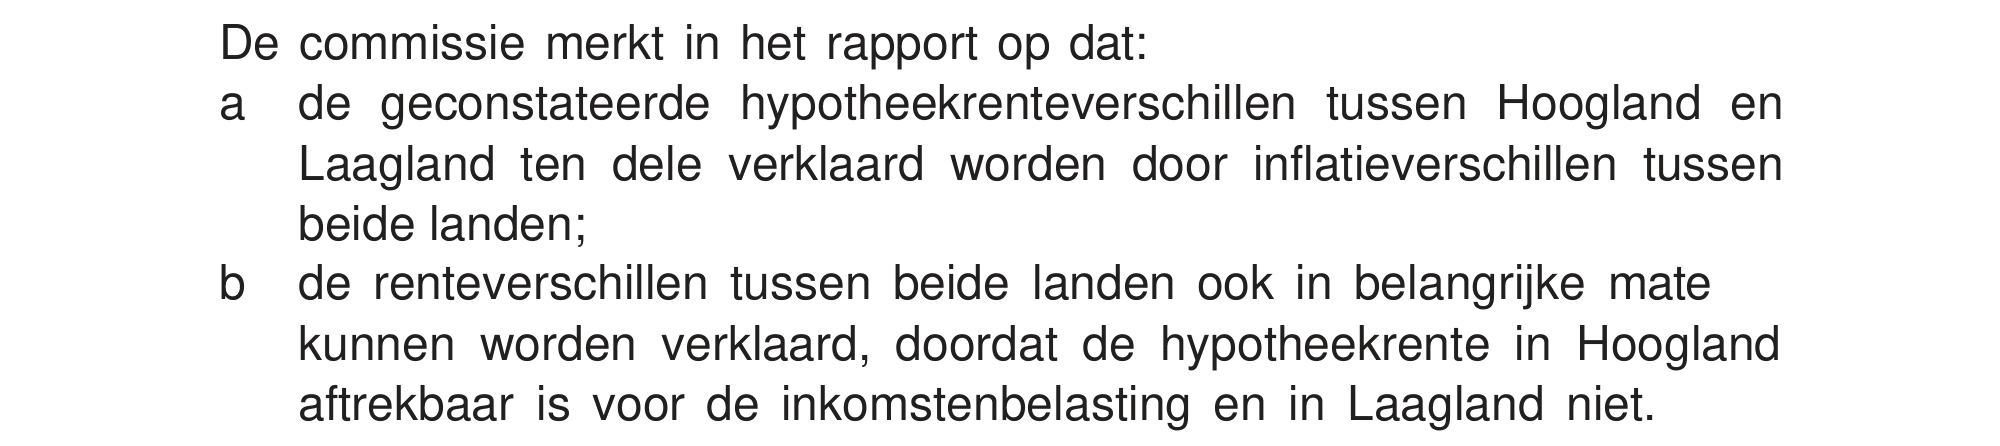 De commissie merkt in het rapport op dat:
a de geconstateerde hypotheekrenteverschillen tussen Hoogland en
Laagland ten dele verklaard worden door inflatieverschillen tussen
beide landen;
b de renteverschillen tussen beide landen ook in belangrijke mate
kunnen worden verklaard, doordat de hypotheekrente in Hoogland
aftrekbaar is voor de inkomstenbelasting en in Laagland niet.